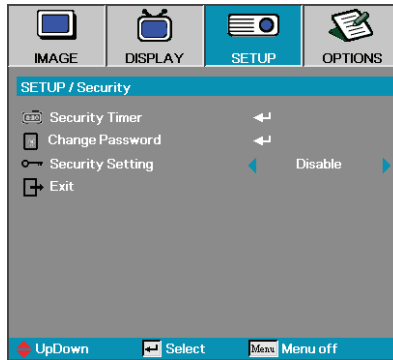 IMAGE DISPLAY SETUP OPTIONS
SETUP / Security
Security Timer
Change Password
Security Setting Disable
Exit
UpDown Select Menu Menu off